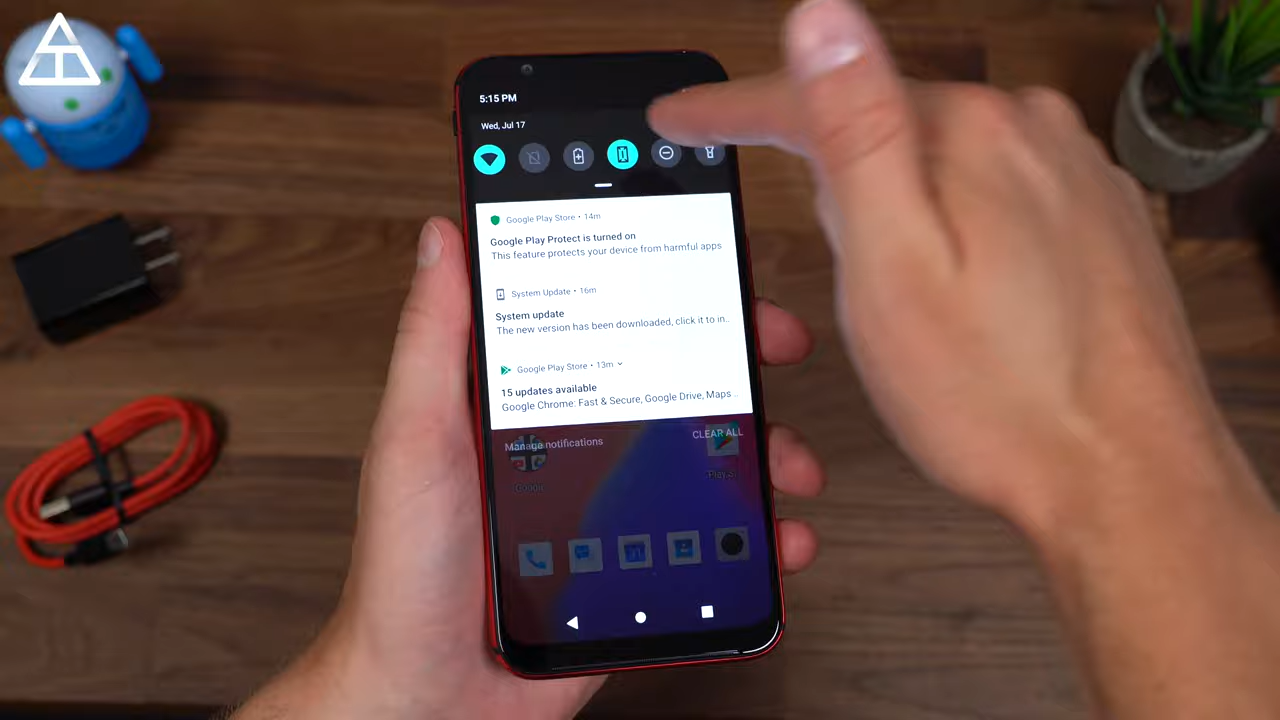 5:15 PM
Wed, Jul 17
Google Play Store • 14m
Google Play Protect is turned on
This feature protects your device from harmful apps
System Update • 16m
System update
The new version has been downloaded, click it to in..
Google Play Store • 13m
15 updates available
Google Chrome: Fast & Secure, Google Drive, Maps ..
Manage notifications
CLEAR ALL
Google
Play S